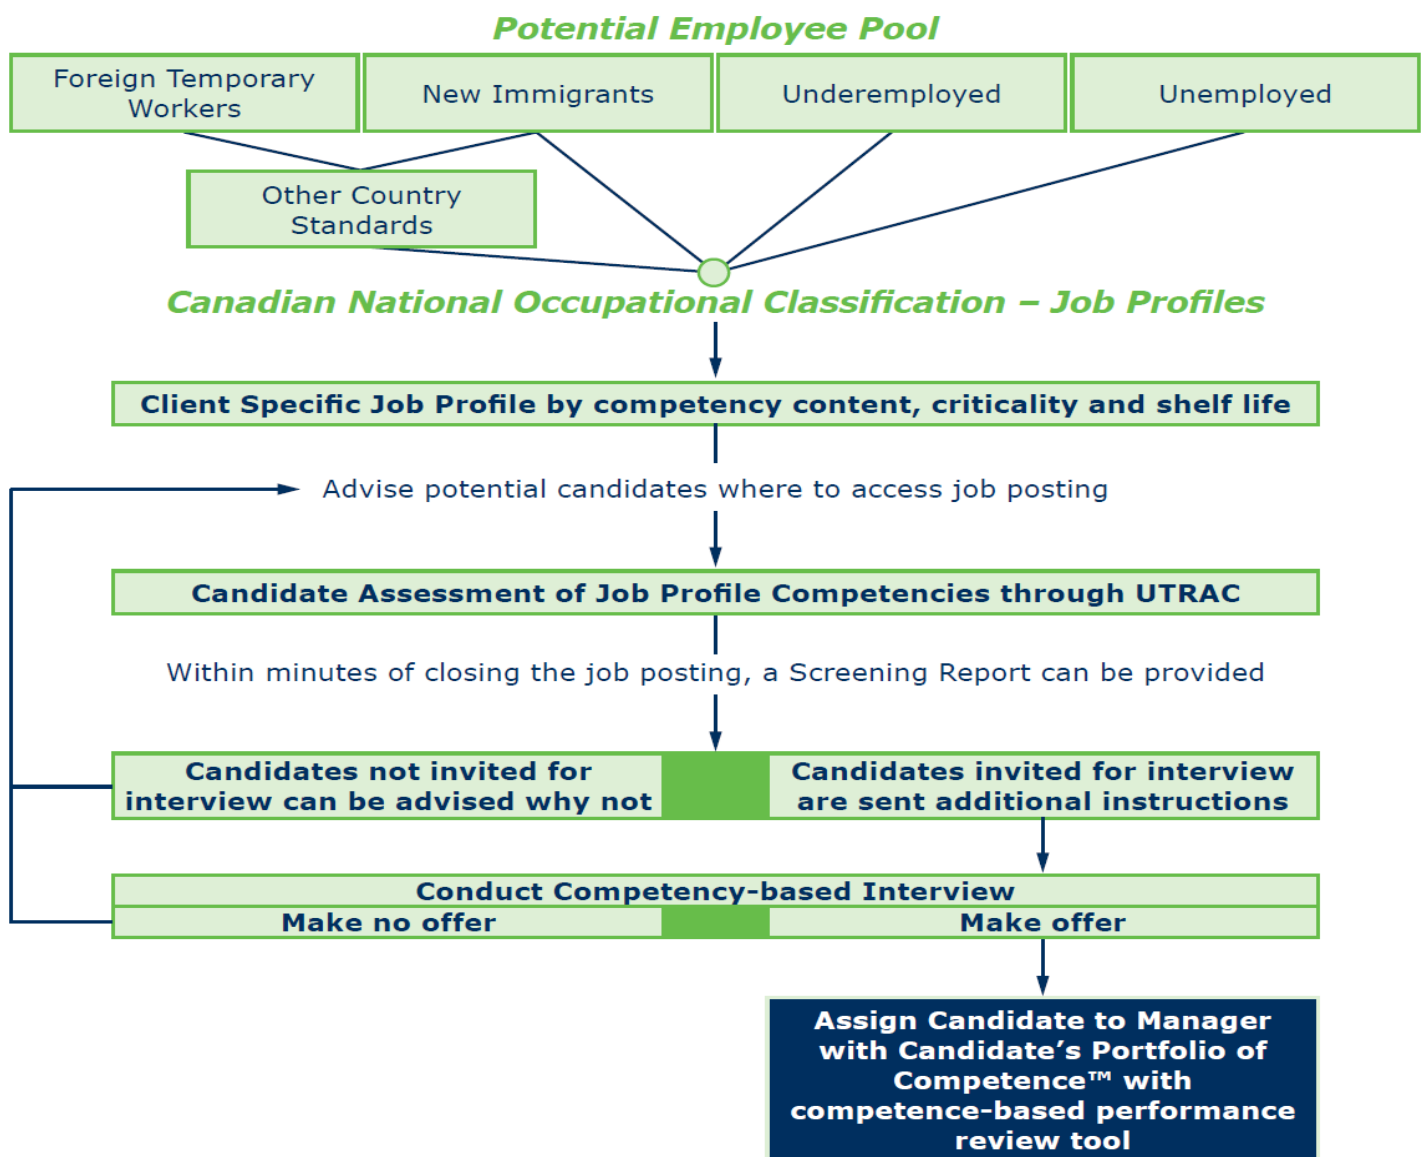 Potential Employee Pool
Foreign Temporary
Workers
New Immigrants
Underemployed
Unemployed
Other Country
Standards
Canadian National Occupational Classification – Job Profiles
Client Specific Job Profile by competency content, criticality and shelf life
Advise potential candidates where to access job posting
Candidate Assessment of Job Profile Competencies through UTRAC
Within minutes of closing the job posting, a Screening Report can be provided
Candidates not invited for
interview can be advised why not
Candidates invited for interview
are sent additional instructions
Conduct Competency-based Interview
Make no offer
Make offer
Assign Candidate to Manager
with Candidate’s Portfolio of
Competence™ with
competence-based performance
review tool